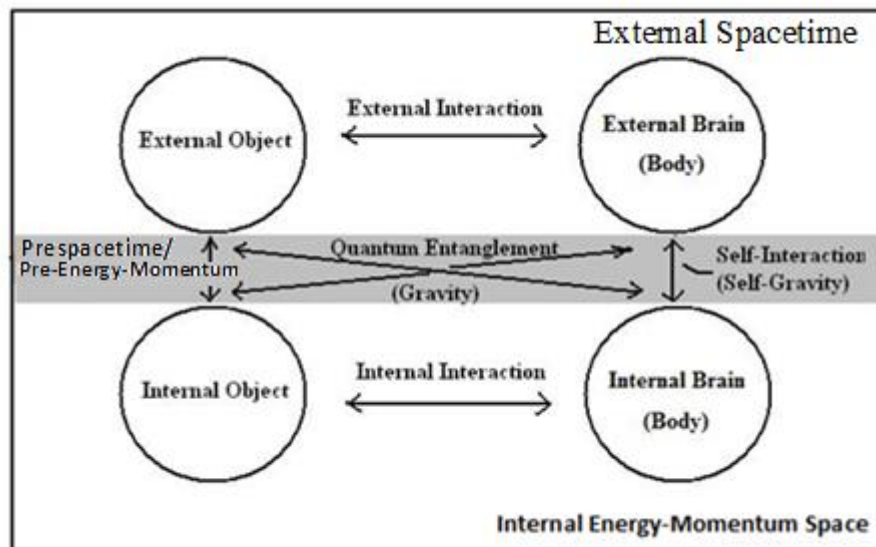 External Spacetime
External Interaction
External Object
External Brain
(Body)
Prespacetime/
Pre-Energy-Momentum
Quantum Entanglement
(Gravity)
Self-Interaction
(Self-Gravity)
Internal Object
Internal Interaction
Internal Brain
(Body)
Internal Energy-Momentum Space